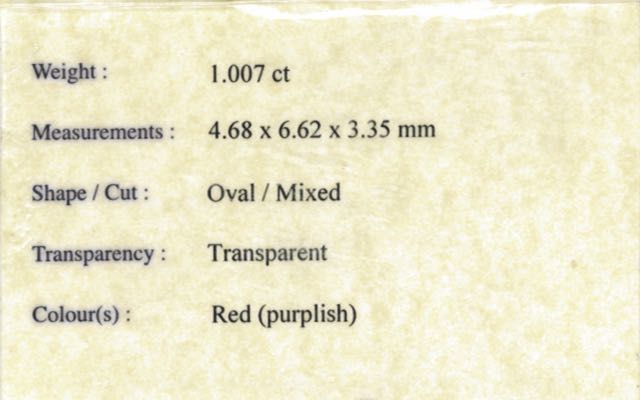 Weight : 1.007 ct
Measurements : 4.68 x 6.62 x 3.35 mm
Shape / Cut : Oval / Mixed
Transparency : Transparent
Colour(s) : Red (purplish)